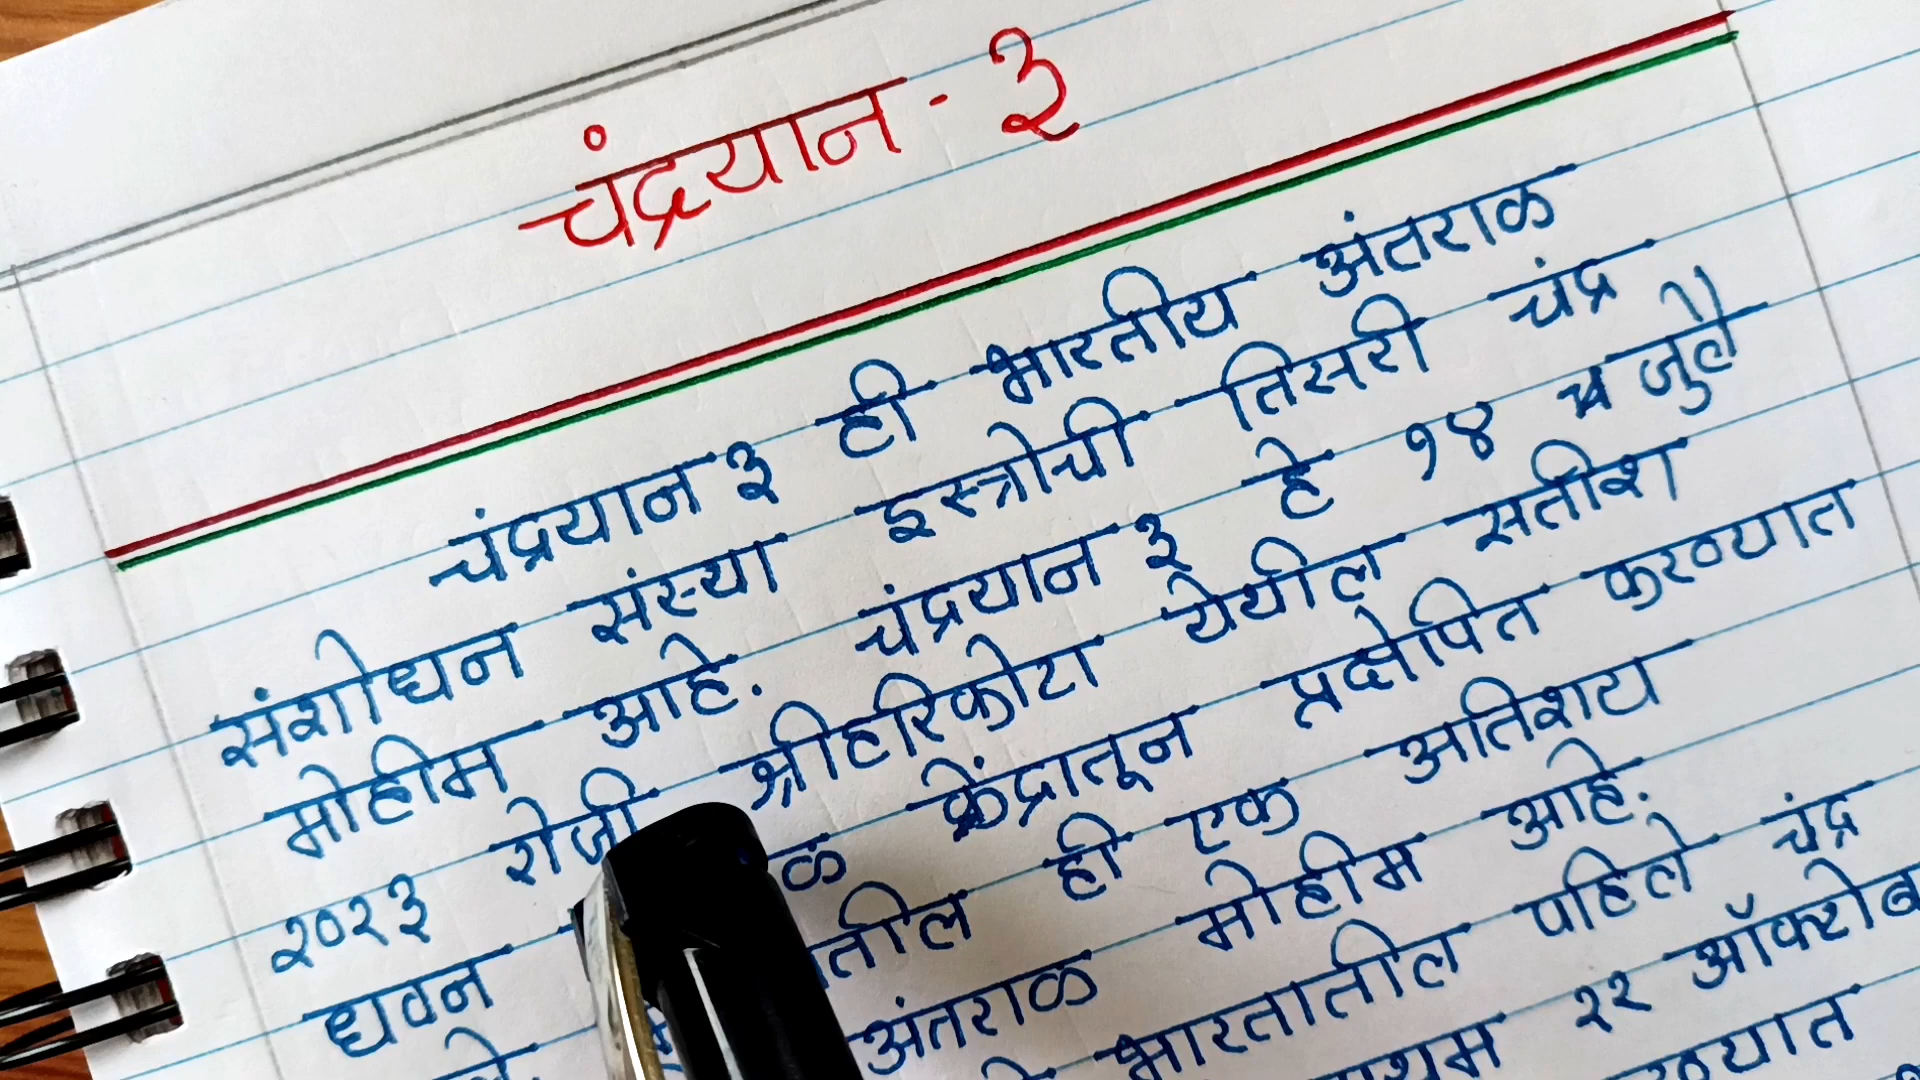 चंद्रयान - ३
चंद्रयान ३ ही भारतीय अंतराळ
संशोधन संस्था इस्त्रोची तिसरी चंद्र
मोहीम आहे. चंद्रयान ३ हे १४ जुलै
२०२३ रोजी श्रीहरिकोटा येथील सतीश
धवन केंद्रातून प्रक्षेपित करण्यात
ही एक अतिशय
अंतराळ मोहीम आहे.
भारतातील पहिले चंद्र
२२ ऑक्टोब